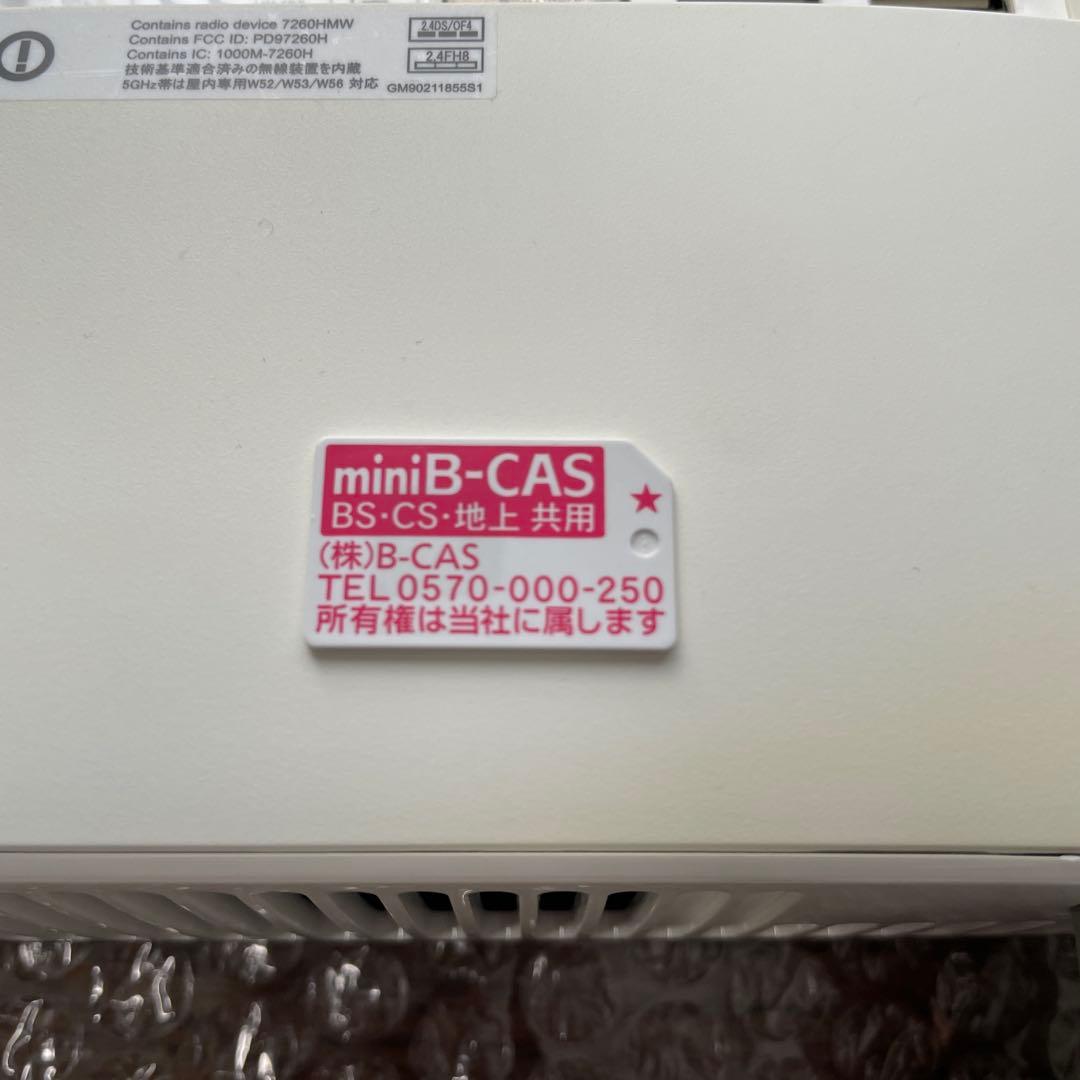 Contains radio device 7260HMW
Contains FCC ID: PD97260H
Contains IC: 1000M-7260H
技術基準適合済みの無線装置を内蔵
5GHz帯は屋内専用W52/W53/W56 対応
2.4DS/OF4
2.4FH8
GM90211855S1
miniB-CAS
BS・CS・地上 共用
★
(株)B-CAS
TEL 0570-000-250
所有権は当社に属します